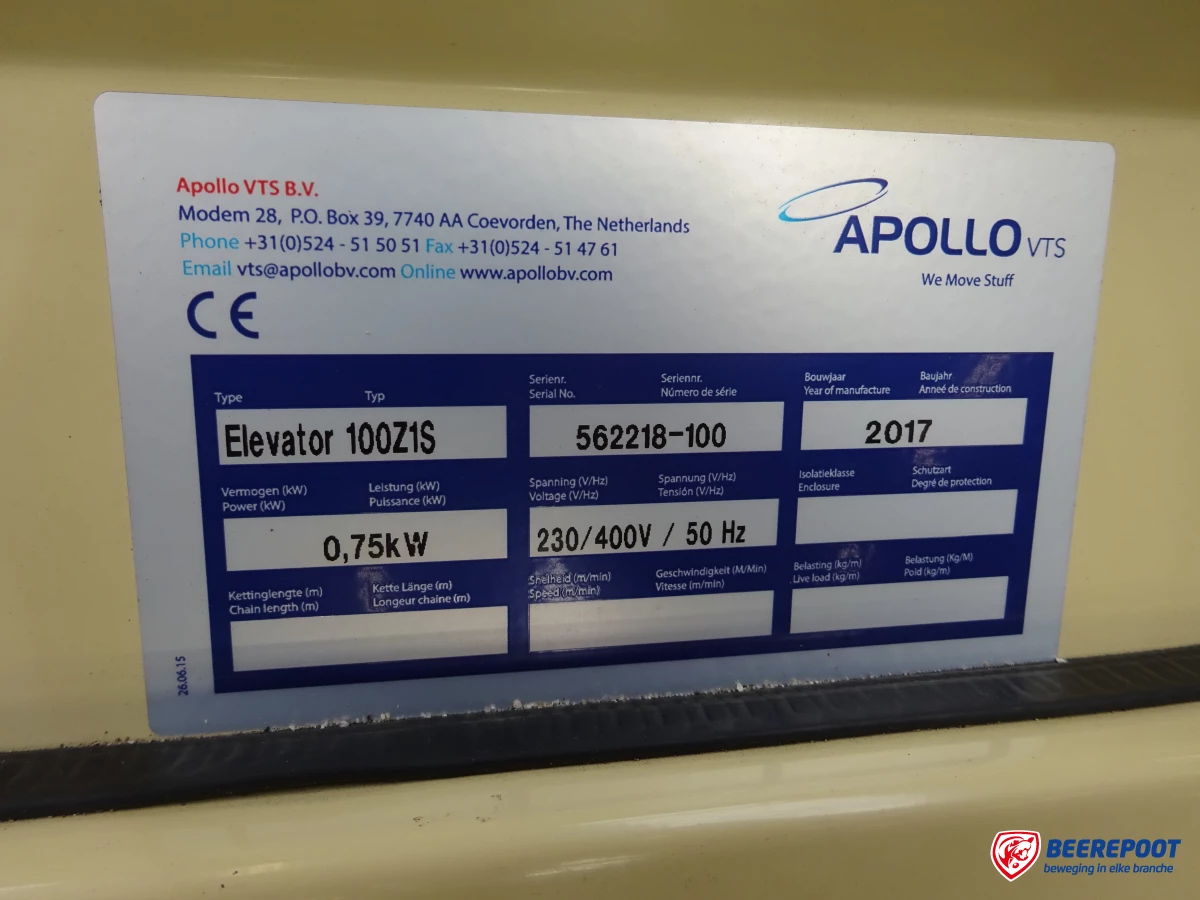 Apollo VTS B.V.
Modem 28, P.O. Box 39, 7740 AA Coevorden, The Netherlands
Phone +31(0)524 - 51 50 51 Fax +31(0)524 - 51 47 61
Email vts@apollobv.com Online www.apollobv.com
CE
APOLLO VTS
We Move Stuff
Type Typ
Elevator 100Z1S
Serienr. Seriennr.
Serial No. Número de série
562218-100
Bouwjaar Baujahr
Year of manufacture Anneé de construction
2017
Vermogen (kW) Leistung (kW)
Power (kW) Puissance (kW)
0,75kW
Spanning (V/Hz) Spannung (V/Hz)
Voltage (V/Hz) Tensión (V/Hz)
230/400V / 50 Hz
Isolatieklasse Schutzart
Enclosure Degré de protection
Kettinglengte (m) Kette Länge (m)
Chain length (m) Longeur chaine (m)
Snelheid (m/min) Geschwindigkeit (M/Min)
Speed (m/min) Vitesse (m/min)
Belasting (kg/m) Belastung (Kg/M)
Live load (kg/m) Poid (kg/m)
26.06.15
BEEREPOOT
beweging in elke branche